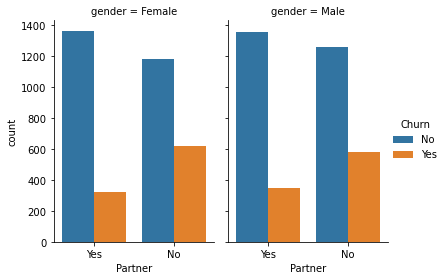 gender = Female
gender = Male
1400
1200
1000
800
600
400
200
0
count
Yes
No
Partner
Yes
No
Partner
Churn
No
Yes